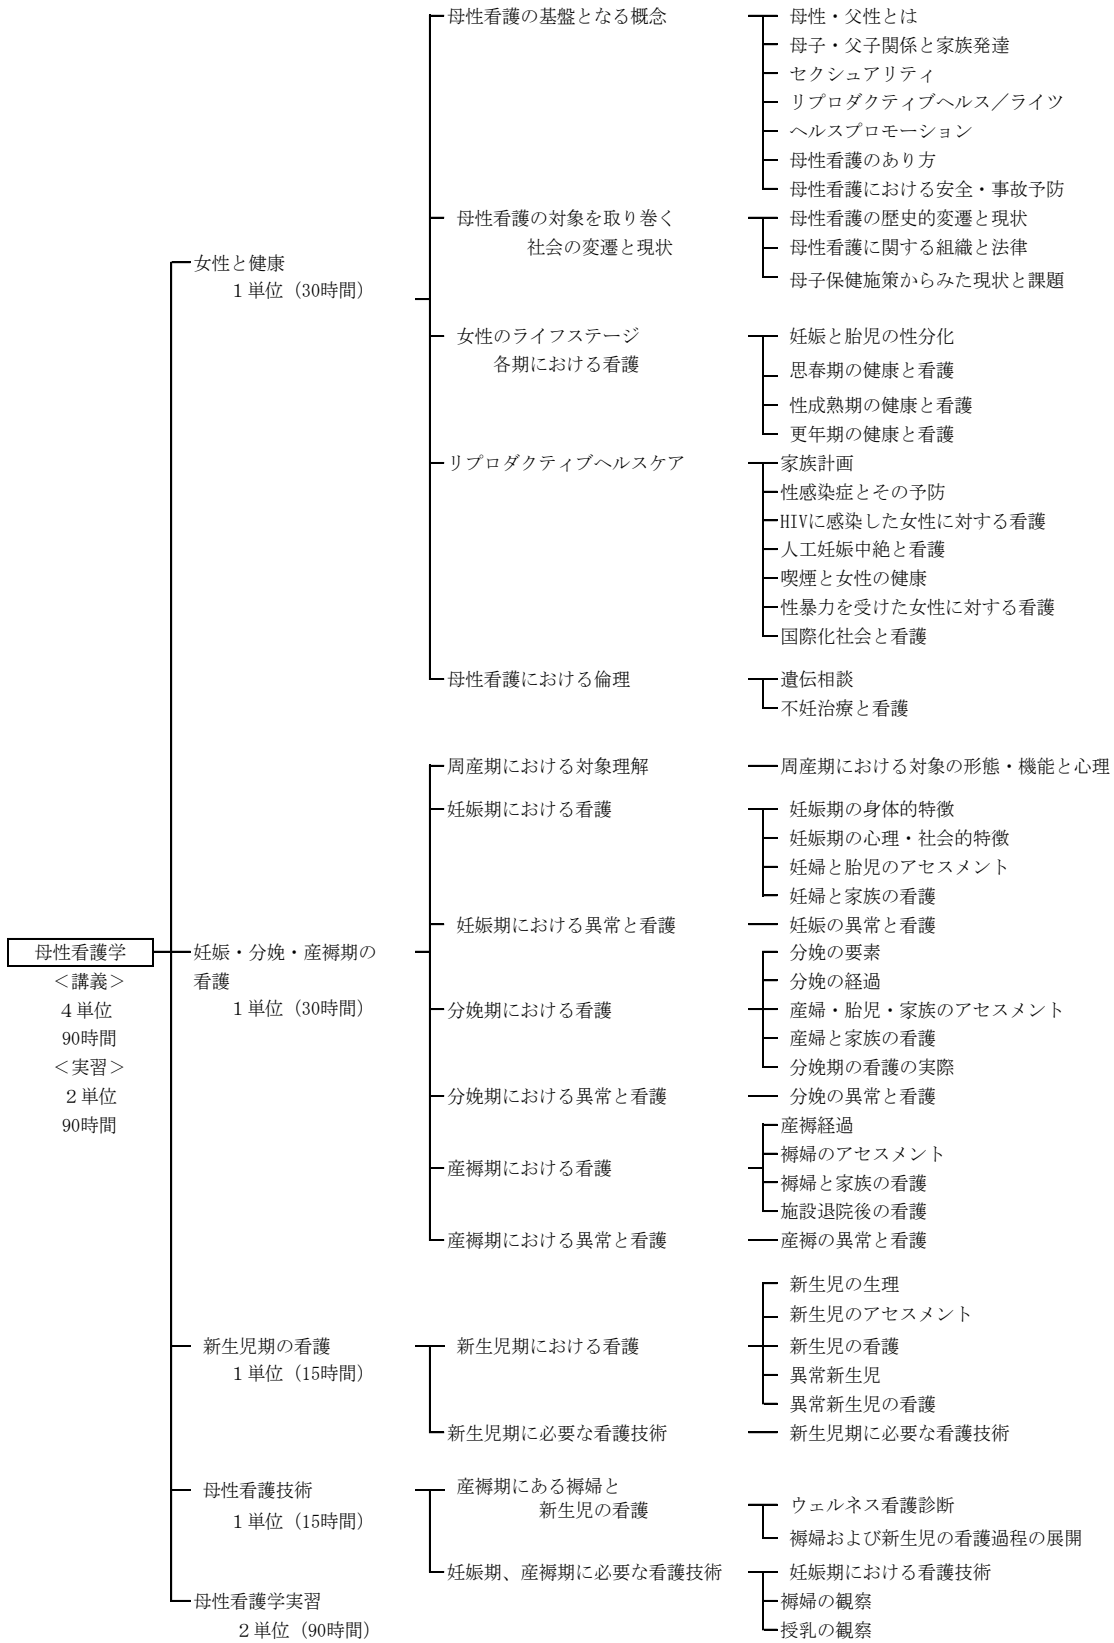 母性看護学
＜講義＞
４単位
90時間
＜実習＞
２単位
90時間
女性と健康
１単位（30時間）
母性看護の基盤となる概念
母性・父性とは
母子・父子関係と家族発達
セクシュアリティ
リプロダクティブヘルス／ライツ
ヘルスプロモーション
母性看護のあり方
母性看護における安全・事故予防
母性看護の対象を取り巻く
社会の変遷と現状
母性看護の歴史的変遷と現状
母性看護に関する組織と法律
母子保健施策からみた現状と課題
女性のライフステージ
各期における看護
妊娠と胎児の性分化
思春期の健康と看護
性成熟期の健康と看護
更年期の健康と看護
リプロダクティブヘルスケア
家族計画
性感染症とその予防
HIVに感染した女性に対する看護
人工妊娠中絶と看護
喫煙と女性の健康
性暴力を受けた女性に対する看護
国際化社会と看護
母性看護における倫理
遺伝相談
不妊治療と看護
妊娠・分娩・産褥期の
看護
１単位（30時間）
周産期における対象理解
周産期における対象の形態・機能と心理
妊娠期における看護
妊娠期の身体的特徴
妊娠期の心理・社会的特徴
妊婦と胎児のアセスメント
妊婦と家族の看護
妊娠期における異常と看護
妊娠の異常と看護
分娩期における看護
分娩の要素
分娩の経過
産婦・胎児・家族のアセスメント
産婦と家族の看護
分娩期の看護の実際
分娩期における異常と看護
分娩の異常と看護
産褥期における看護
産褥経過
褥婦のアセスメント
褥婦と家族の看護
施設退院後の看護
産褥期における異常と看護
産褥の異常と看護
新生児期の看護
１単位（15時間）
新生児期における看護
新生児の生理
新生児のアセスメント
新生児の看護
異常新生児
異常新生児の看護
新生児期に必要な看護技術
新生児期に必要な看護技術
母性看護技術
１単位（15時間）
産褥期にある褥婦と
新生児の看護
ウェルネス看護診断
褥婦および新生児の看護過程の展開
妊娠期、産褥期に必要な看護技術
妊娠期における看護技術
褥婦の観察
授乳の観察
母性看護学実習
２単位（90時間）